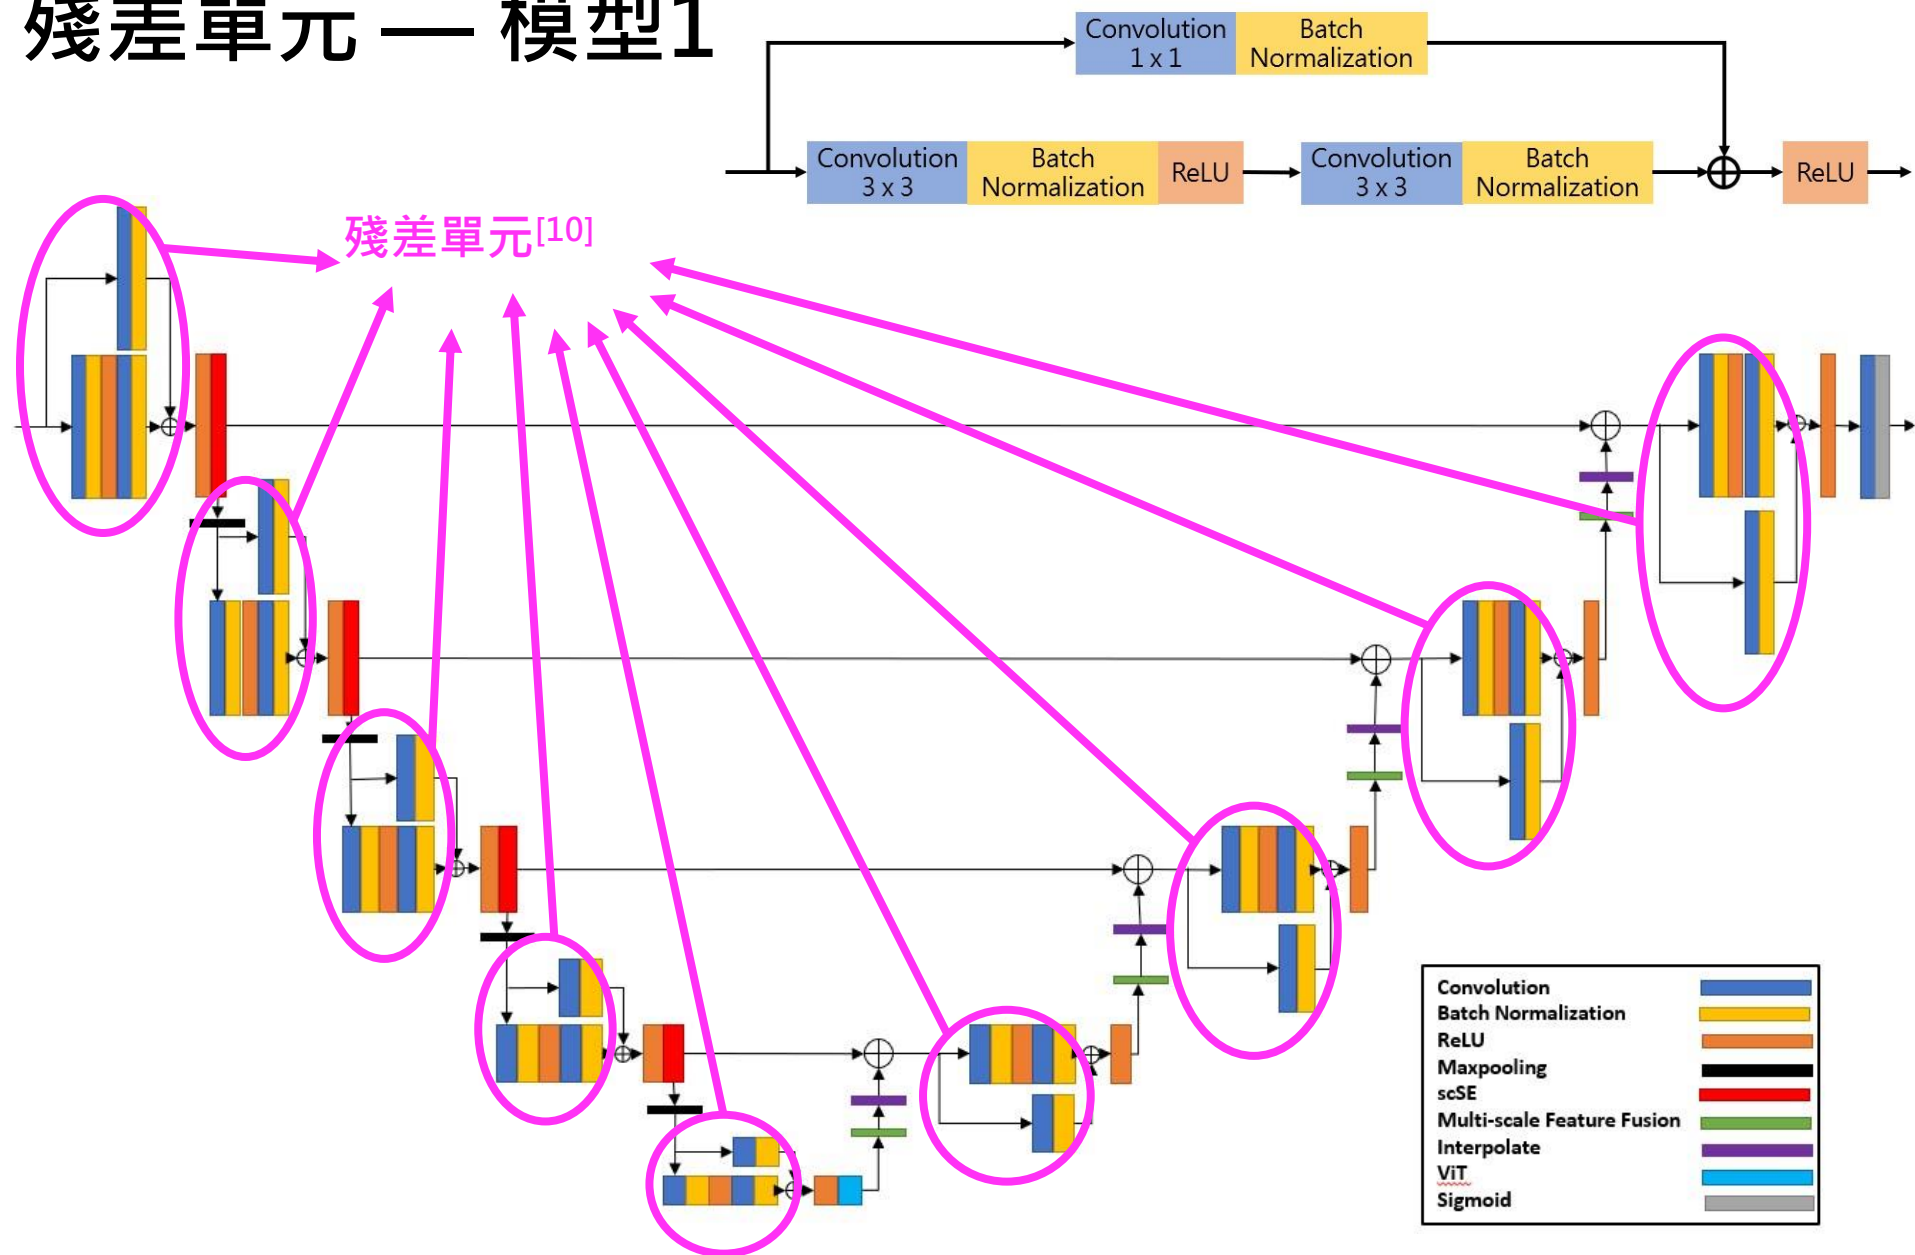 殘差單元 — 模型1
Convolution
1 x 1
Batch
Normalization
Convolution
3 x 3
Batch
Normalization
ReLU
Convolution
3 x 3
Batch
Normalization
ReLU
殘差單元[10]
Convolution
Batch Normalization
ReLU
Maxpooling
scSE
Multi-scale Feature Fusion
Interpolate
ViT
Sigmoid